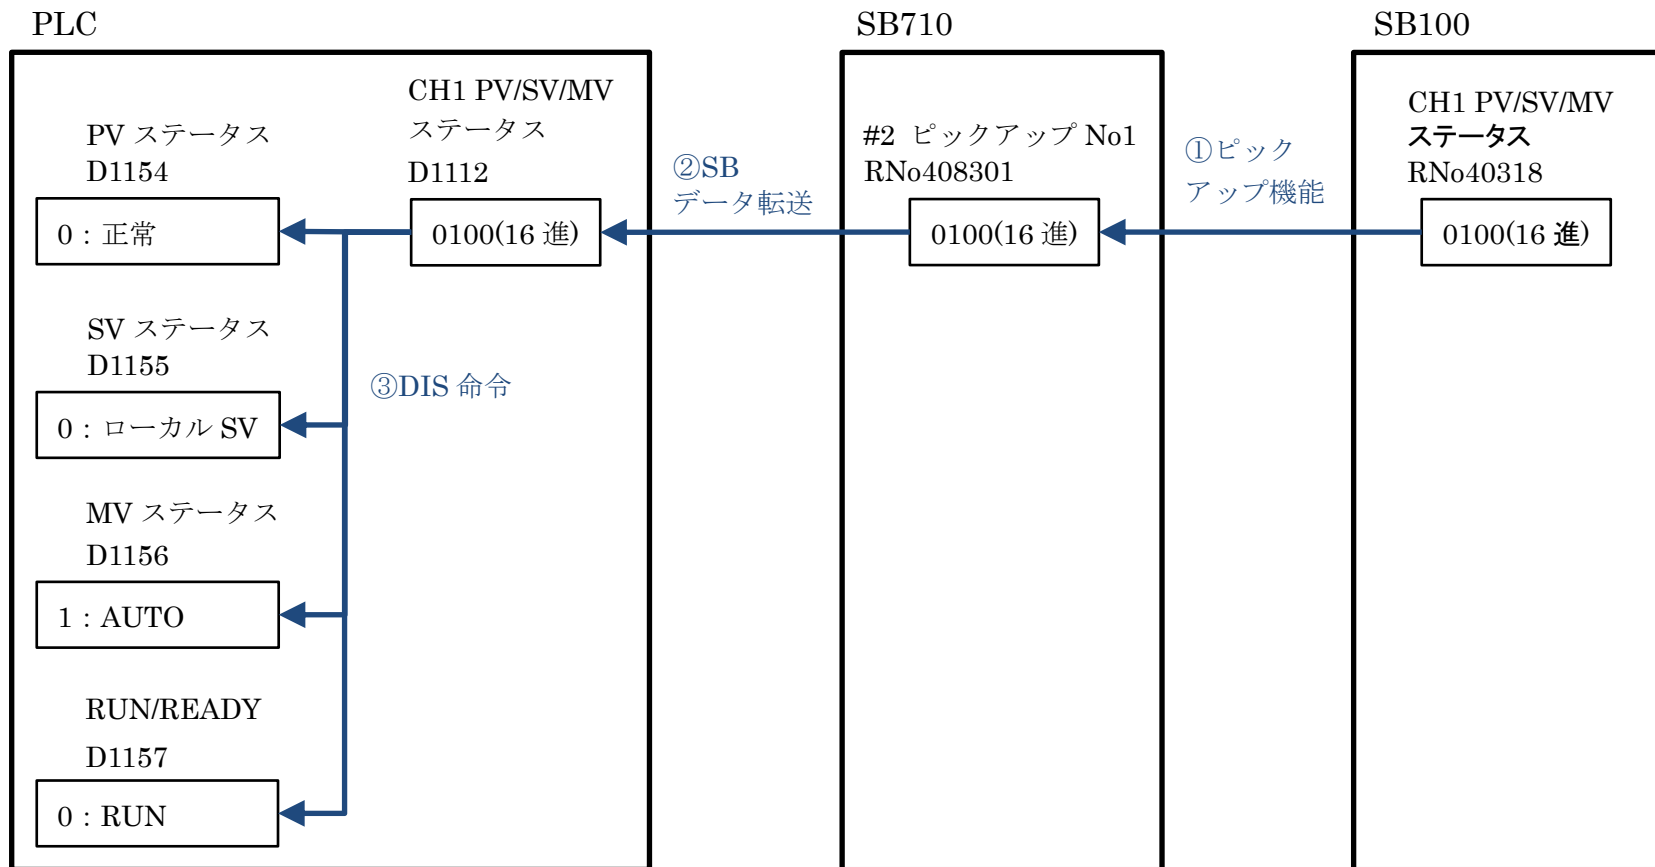 PLC
SB710
SB100
PV ステータス
D1154
0：正常
CH1 PV/SV/MV
ステータス
D1112
0100(16 進)
②SB
データ転送
#2 ピックアップ No1
RNo408301
0100(16 進)
①ピック
アップ機能
CH1 PV/SV/MV
ステータス
RNo40318
0100(16 進)
SV ステータス
D1155
0：ローカル SV
③DIS 命令
MV ステータス
D1156
1：AUTO
RUN/READY
D1157
0：RUN